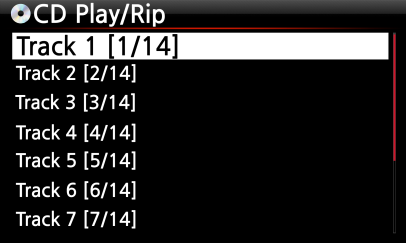 CD Play/Rip
Track 1 [1/14]
Track 2 [2/14]
Track 3 [3/14]
Track 4 [4/14]
Track 5 [5/14]
Track 6 [6/14]
Track 7 [7/14]